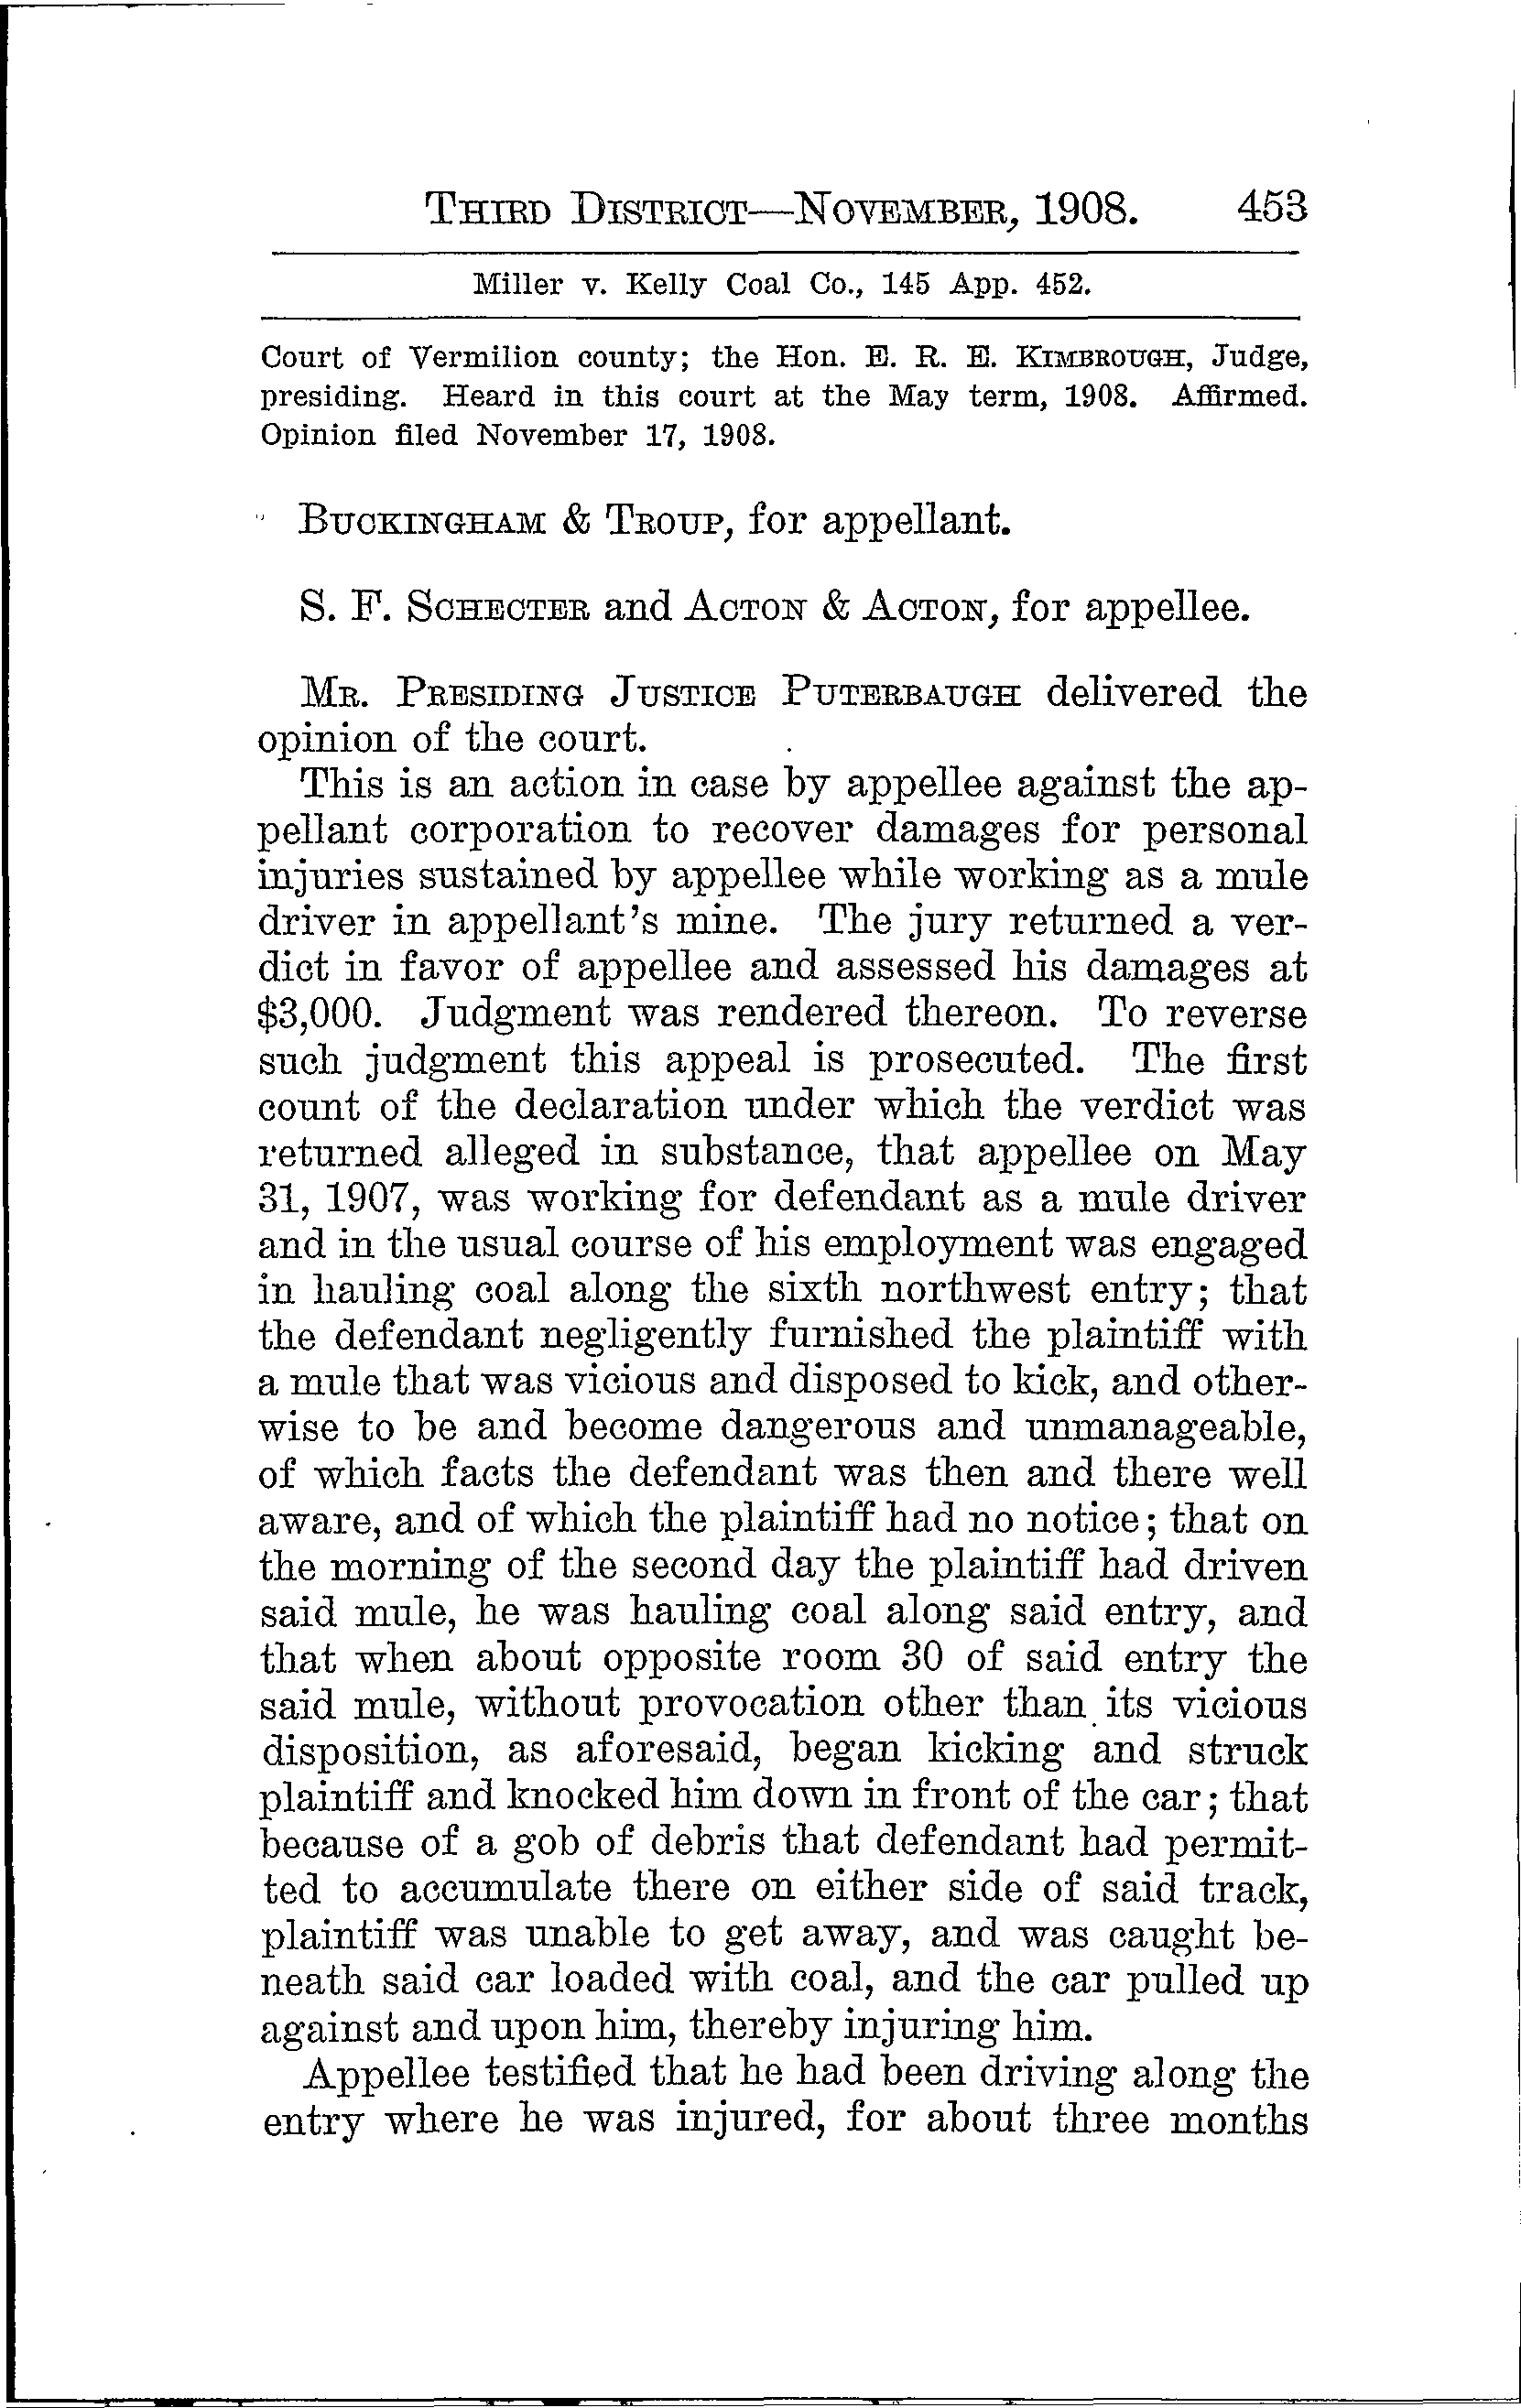 THIRD DISTRICT—NOVEMBER, 1908. 453
Miller v. Kelly Coal Co., 145 App. 452.
Court of Vermilion county; the Hon. E. R. E. KIMBROUGH, Judge,
presiding. Heard in this court at the May term, 1908. Affirmed.
Opinion filed November 17, 1908.
BUCKINGHAM & TROUP, for appellant.
S. F. SCHECTER and ACTON & ACTON, for appellee.
MR. PRESIDING JUSTICE PUTERBAUGH delivered the
opinion of the court.
This is an action in case by appellee against the ap-
pellant corporation to recover damages for personal
injuries sustained by appellee while working as a mule
driver in appellant's mine. The jury returned a ver-
dict in favor of appellee and assessed his damages at
$3,000. Judgment was rendered thereon. To reverse
such judgment this appeal is prosecuted. The first
count of the declaration under which the verdict was
returned alleged in substance, that appellee on May
31, 1907, was working for defendant as a mule driver
and in the usual course of his employment was engaged
in hauling coal along the sixth northwest entry; that
the defendant negligently furnished the plaintiff with
a mule that was vicious and disposed to kick, and other-
wise to be and become dangerous and unmanageable,
of which facts the defendant was then and there well
aware, and of which the plaintiff had no notice; that on
the morning of the second day the plaintiff had driven
said mule, he was hauling coal along said entry, and
that when about opposite room 30 of said entry the
said mule, without provocation other than its vicious
disposition, as aforesaid, began kicking and struck
plaintiff and knocked him down in front of the car; that
because of a gob of debris that defendant had permit-
ted to accumulate there on either side of said track,
plaintiff was unable to get away, and was caught be-
neath said car loaded with coal, and the car pulled up
against and upon him, thereby injuring him.
Appellee testified that he had been driving along the
entry where he was injured, for about three months